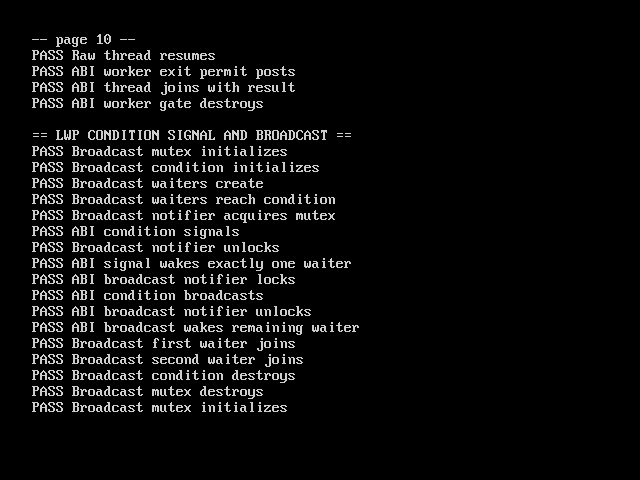 -- page 10 --
PASS Raw thread resumes
PASS ABI worker exit permit posts
PASS ABI thread joins with result
PASS ABI worker gate destroys
== LWP CONDITION SIGNAL AND BROADCAST ==
PASS Broadcast mutex initializes
PASS Broadcast condition initializes
PASS Broadcast waiters create
PASS Broadcast waiters reach condition
PASS Broadcast notifier acquires mutex
PASS ABI condition signals
PASS Broadcast notifier unlocks
PASS ABI signal wakes exactly one waiter
PASS ABI broadcast notifier locks
PASS ABI condition broadcasts
PASS ABI broadcast notifier unlocks
PASS ABI broadcast wakes remaining waiter
PASS Broadcast first waiter joins
PASS Broadcast second waiter joins
PASS Broadcast condition destroys
PASS Broadcast mutex destroys
PASS Broadcast mutex initializes